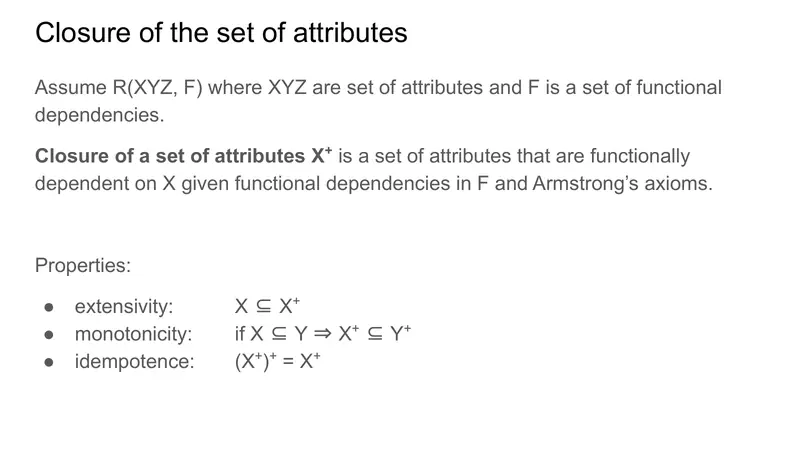 Closure of the set of attributes
Assume R(XYZ, F) where XYZ are set of attributes and F is a set of functional
dependencies.
Closure of a set of attributes X⁺ is a set of attributes that are functionally
dependent on X given functional dependencies in F and Armstrong’s axioms.
Properties:
● extensivity: X ⊆ X⁺
● monotonicity: if X ⊆ Y ⇒ X⁺ ⊆ Y⁺
● idempotence: (X⁺)⁺ = X⁺